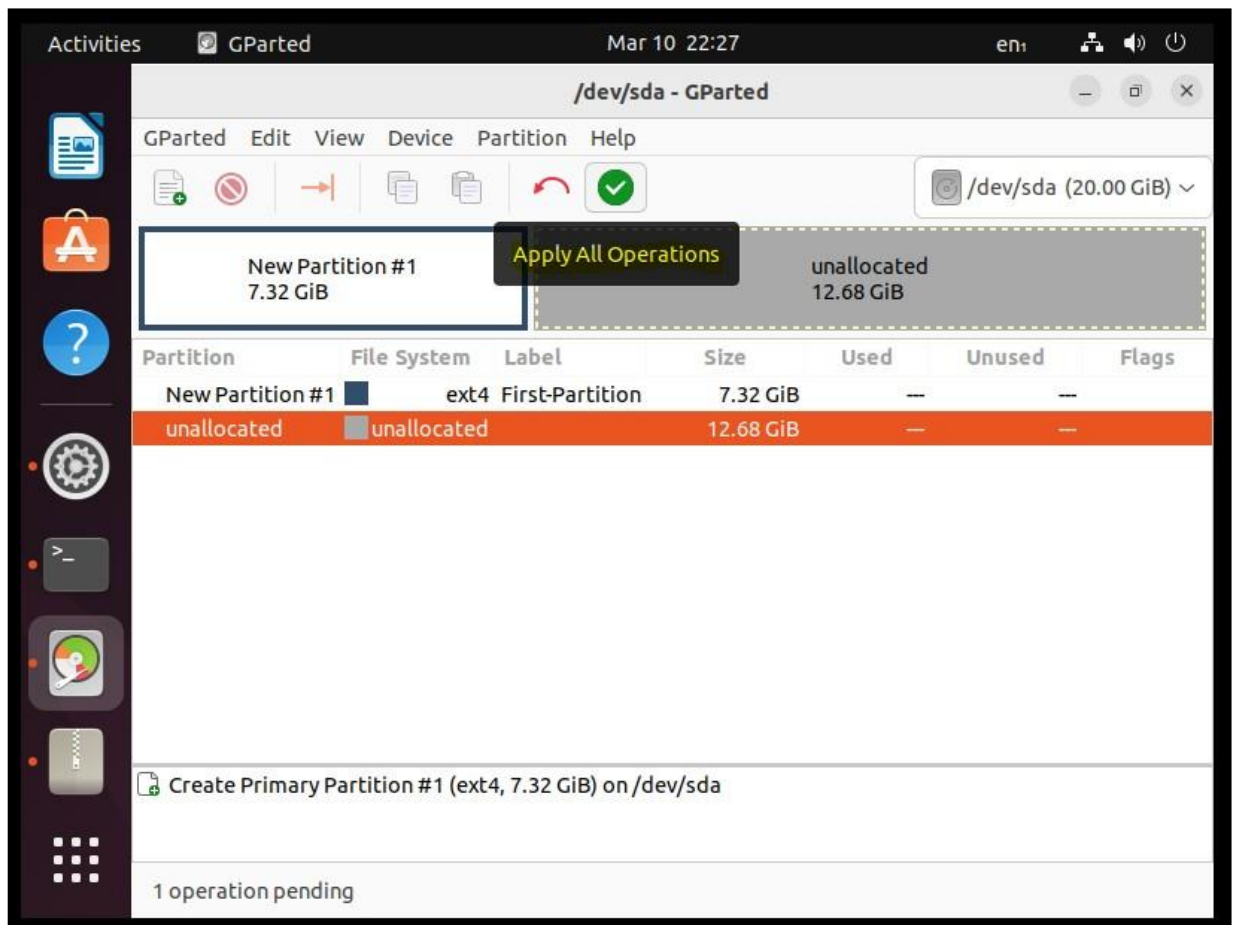 Activities GParted Mar 10 22:27 en₁
/dev/sda - GParted
GParted Edit View Device Partition Help
/dev/sda (20.00 GiB)
Apply All Operations
New Partition #1 unallocated
7.32 GiB 12.68 GiB
Partition File System Label Size Used Unused Flags
New Partition #1 ext4 First-Partition 7.32 GiB --- ---
unallocated unallocated 12.68 GiB --- ---
Create Primary Partition #1 (ext4, 7.32 GiB) on /dev/sda
1 operation pending